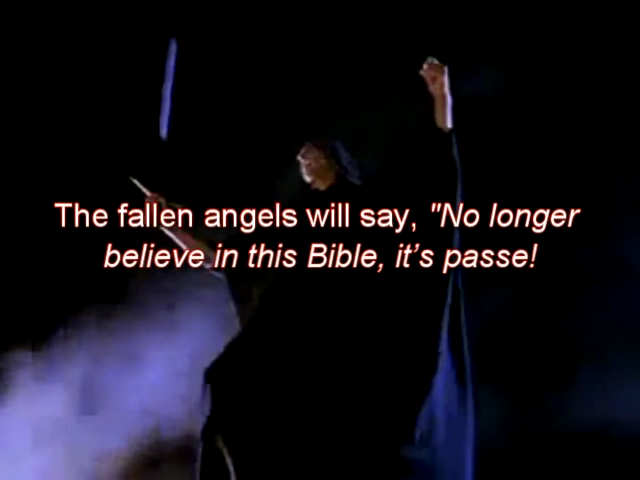 The fallen angels will say, "No longer
believe in this Bible, it's passe!